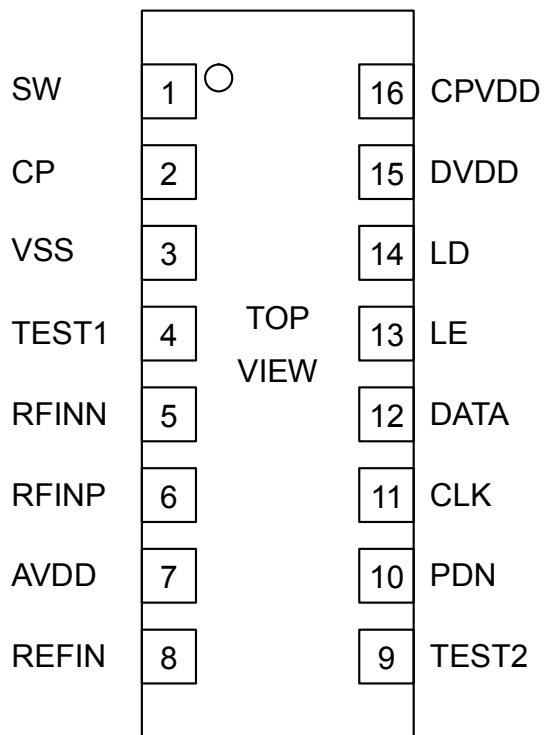 SW 1 16 CPVDD
CP 2 15 DVDD
VSS 3 14 LD
TEST1 4 TOP 13 LE
VIEW
RFINN 5 12 DATA
RFINP 6 11 CLK
AVDD 7 10 PDN
REFIN 8 9 TEST2